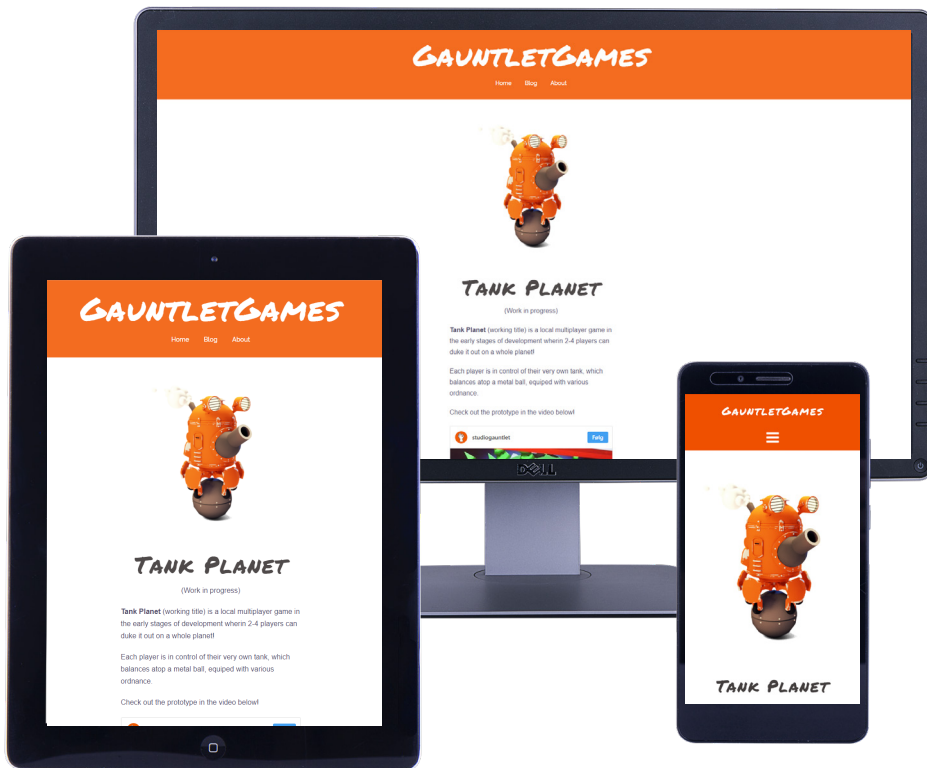 GauntletGames
Home Blog About
Tank Planet
(Work in progress)
Tank Planet (working title) is a local multiplayer game in
the early stages of development wherin 2-4 players can
duke it out on a whole planet!
Each player is in control of their very own tank, which
balances atop a metal ball, equiped with various
ordnance.
Check out the prototype in the video below!
studiogauntlet
Følg
DELL
GauntletGames
Home Blog About
Tank Planet
(Work in progress)
Tank Planet (working title) is a local multiplayer game in
the early stages of development wherin 2-4 players can
duke it out on a whole planet!
Each player is in control of their very own tank, which
balances atop a metal ball, equiped with various
ordnance.
Check out the prototype in the video below!
GauntletGames
Tank Planet